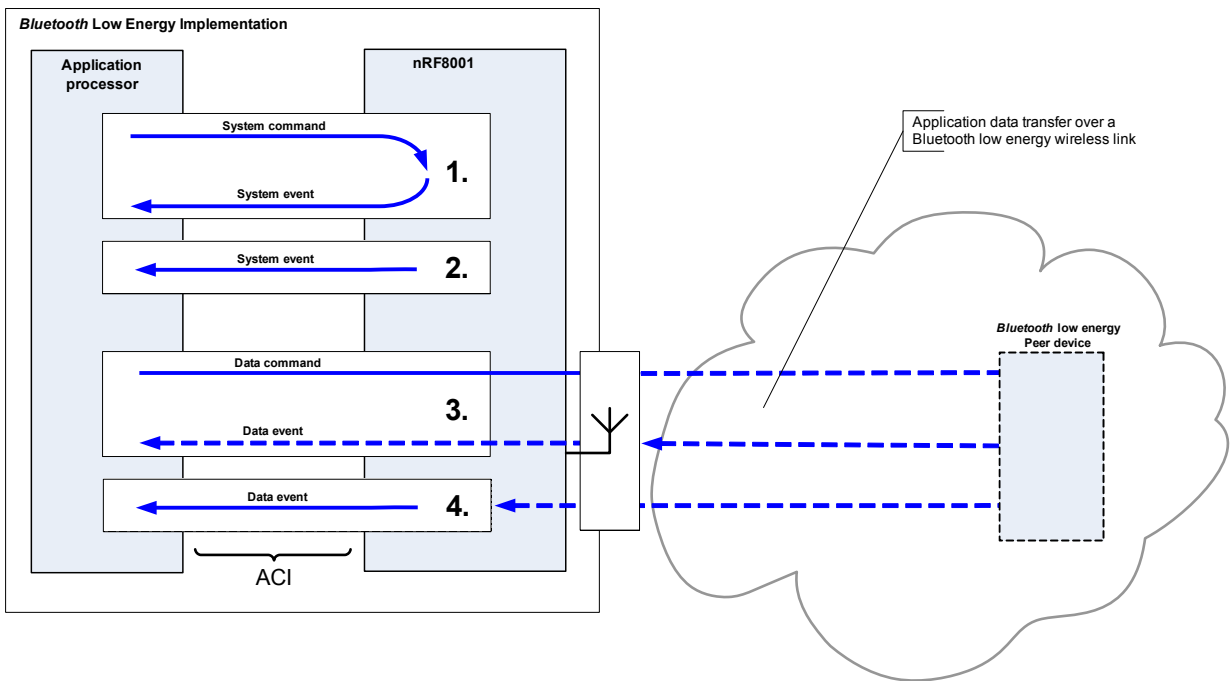 Bluetooth Low Energy Implementation
Application
processor
nRF8001
System command
1.
System event
System event
2.
Data command
3.
Data event
Data event
4.
ACI
Application data transfer over a
Bluetooth low energy wireless link
Bluetooth low energy
Peer device